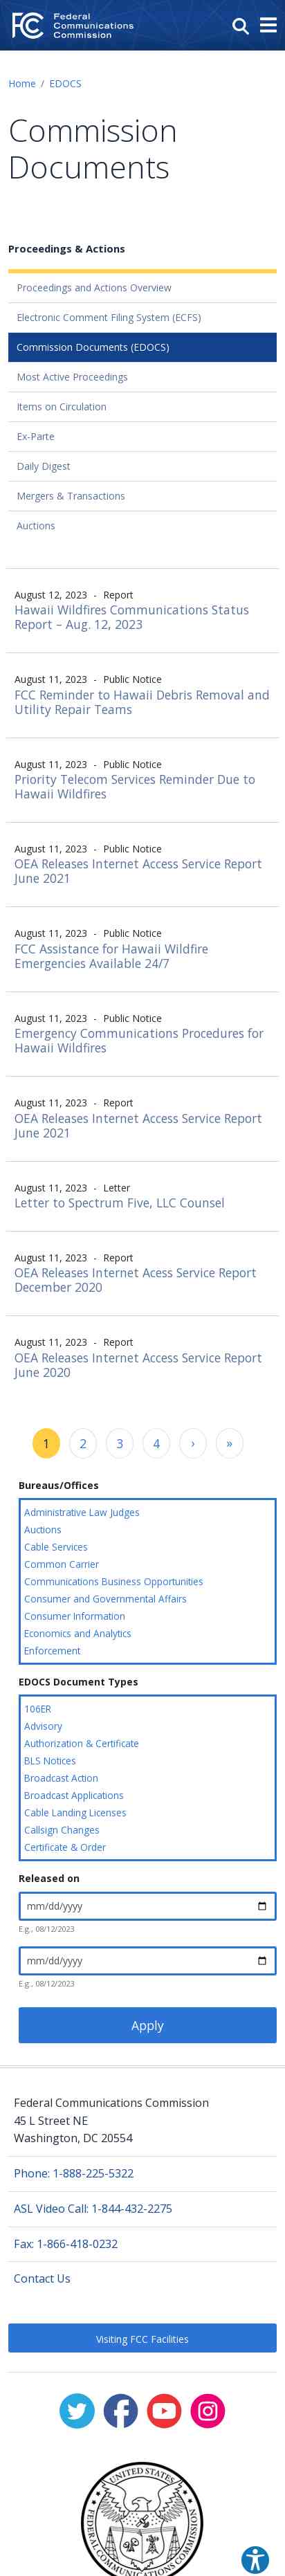 FC
Federal
Communications
Commission
Home / EDOCS
Commission
Documents
Proceedings & Actions
Proceedings and Actions Overview
Electronic Comment Filing System (ECFS)
Commission Documents (EDOCS)
Most Active Proceedings
Items on Circulation
Ex-Parte
Daily Digest
Mergers & Transactions
Auctions
August 12, 2023 - Report
Hawaii Wildfires Communications Status
Report – Aug. 12, 2023
August 11, 2023 - Public Notice
FCC Reminder to Hawaii Debris Removal and
Utility Repair Teams
August 11, 2023 - Public Notice
Priority Telecom Services Reminder Due to
Hawaii Wildfires
August 11, 2023 - Public Notice
OEA Releases Internet Access Service Report
June 2021
August 11, 2023 - Public Notice
FCC Assistance for Hawaii Wildfire
Emergencies Available 24/7
August 11, 2023 - Public Notice
Emergency Communications Procedures for
Hawaii Wildfires
August 11, 2023 - Report
OEA Releases Internet Access Service Report
June 2021
August 11, 2023 - Letter
Letter to Spectrum Five, LLC Counsel
August 11, 2023 - Report
OEA Releases Internet Acess Service Report
December 2020
August 11, 2023 - Report
OEA Releases Internet Access Service Report
June 2020
1 2 3 4 › »
Bureaus/Offices
Administrative Law Judges
Auctions
Cable Services
Common Carrier
Communications Business Opportunities
Consumer and Governmental Affairs
Consumer Information
Economics and Analytics
Enforcement
EDOCS Document Types
106ER
Advisory
Authorization & Certificate
BLS Notices
Broadcast Action
Broadcast Applications
Cable Landing Licenses
Callsign Changes
Certificate & Order
Released on
mm/dd/yyyy
E.g., 08/12/2023
mm/dd/yyyy
E.g., 08/12/2023
Apply
Federal Communications Commission
45 L Street NE
Washington, DC 20554
Phone: 1-888-225-5322
ASL Video Call: 1-844-432-2275
Fax: 1-866-418-0232
Contact Us
Visiting FCC Facilities
UNITED STATES
FEDERAL COMMUNICATIONS COMMISSION